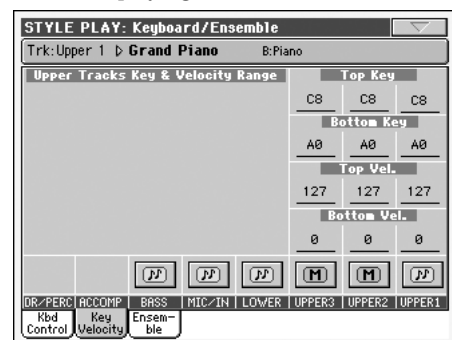 STYLE PLAY: Keyboard/Ensemble
Trk:Upper 1 ▷ Grand Piano B:Piano
Upper Tracks Key & Velocity Range
Top Key
C8 C8 C8
Bottom Key
A0 A0 A0
Top Vel.
127 127 127
Bottom Vel.
0 0 0
M M
DR/PERC ACCOMP BASS MIC/IN LOWER UPPER3 UPPER2 UPPER1
Kbd Key Ensem-
Control Velocity ble